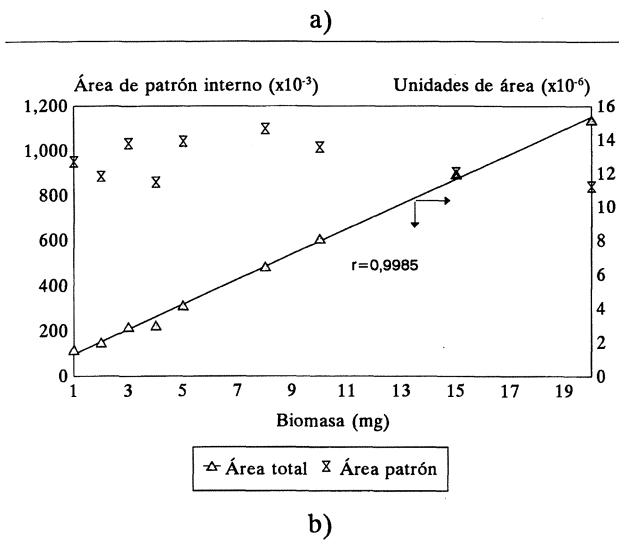 a)
Área de patrón interno (x10-3) Unidades de área (x10-6)
1,200 16
14
1,000
12
800
10
600 8
6
400
4
200
2
0 0
1 3 5 7 9 11 13 15 17 19
r=0,9985
Biomasa (mg)
Área total Área patrón
b)